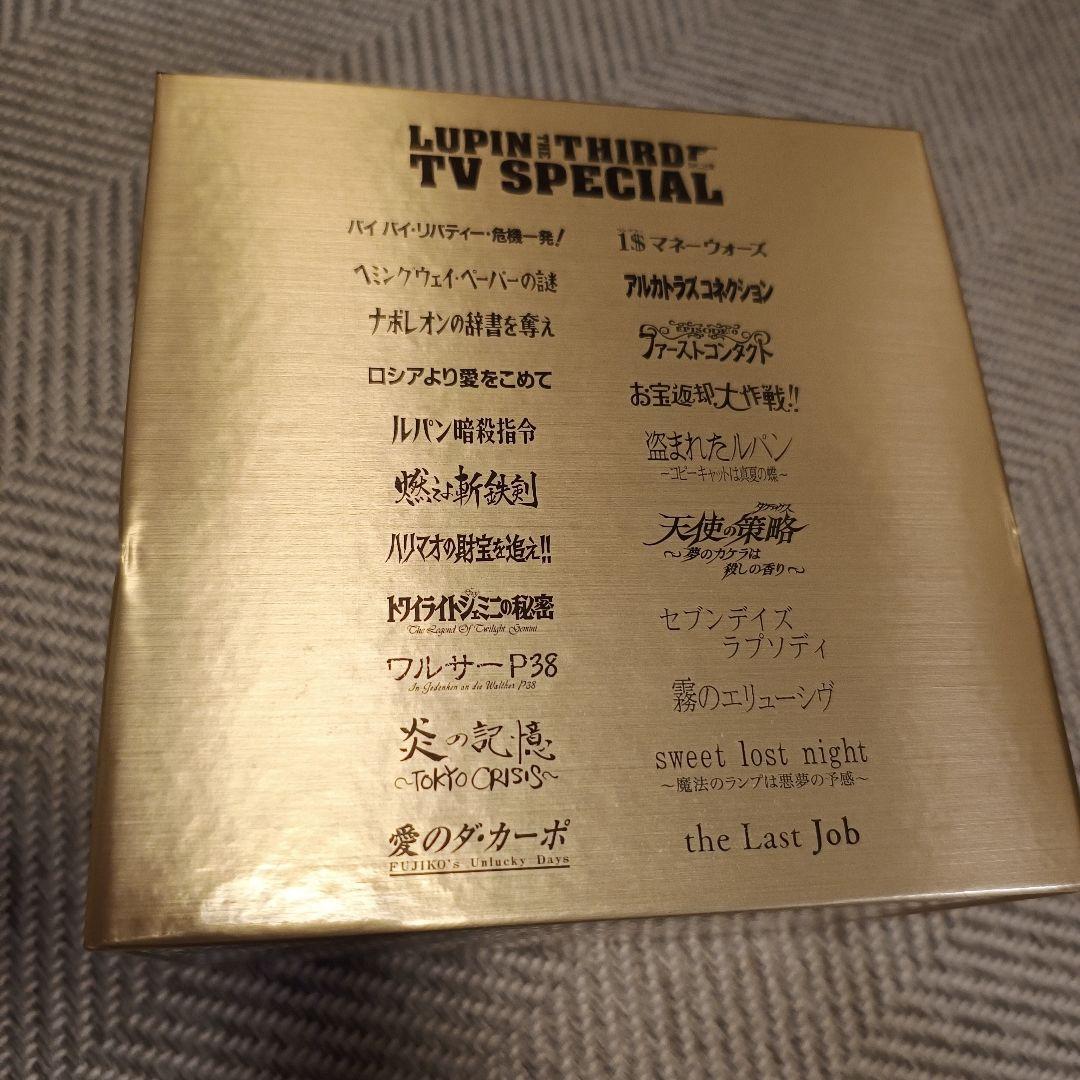 LUPIN THE THIRD
TV SPECIAL
バイ バイ・リバティー・危機一発!
ヘミングウェイ・ペーパーの謎
ナポレオンの辞書を奪え
ロシアより愛をこめて
ルパン暗殺指令
燃えよ斬鉄剣
ハリマオの財宝を追え!!
トワイライトジェミニの秘密
The Legend Of Twilight Gemini
ワルサーP38
In Gedenken an die Walther P38
炎の記憶
~TOKYO CRISIS~
愛のダ・カーポ
FUJIKO's Unlucky Days
1$マネーウォーズ
アルカトラズコネクション
EPISODE 0
ファーストコンタクト
お宝返却大作戦!!
盗まれたルパン
~コピーキャットは真夏の蝶~
天使の策略
タクティクス
~夢のカケラは
殺しの香り~
セブンデイズ
ラプソディ
霧のエリューシヴ
sweet lost night
~魔法のランプは悪夢の予感~
the Last Job